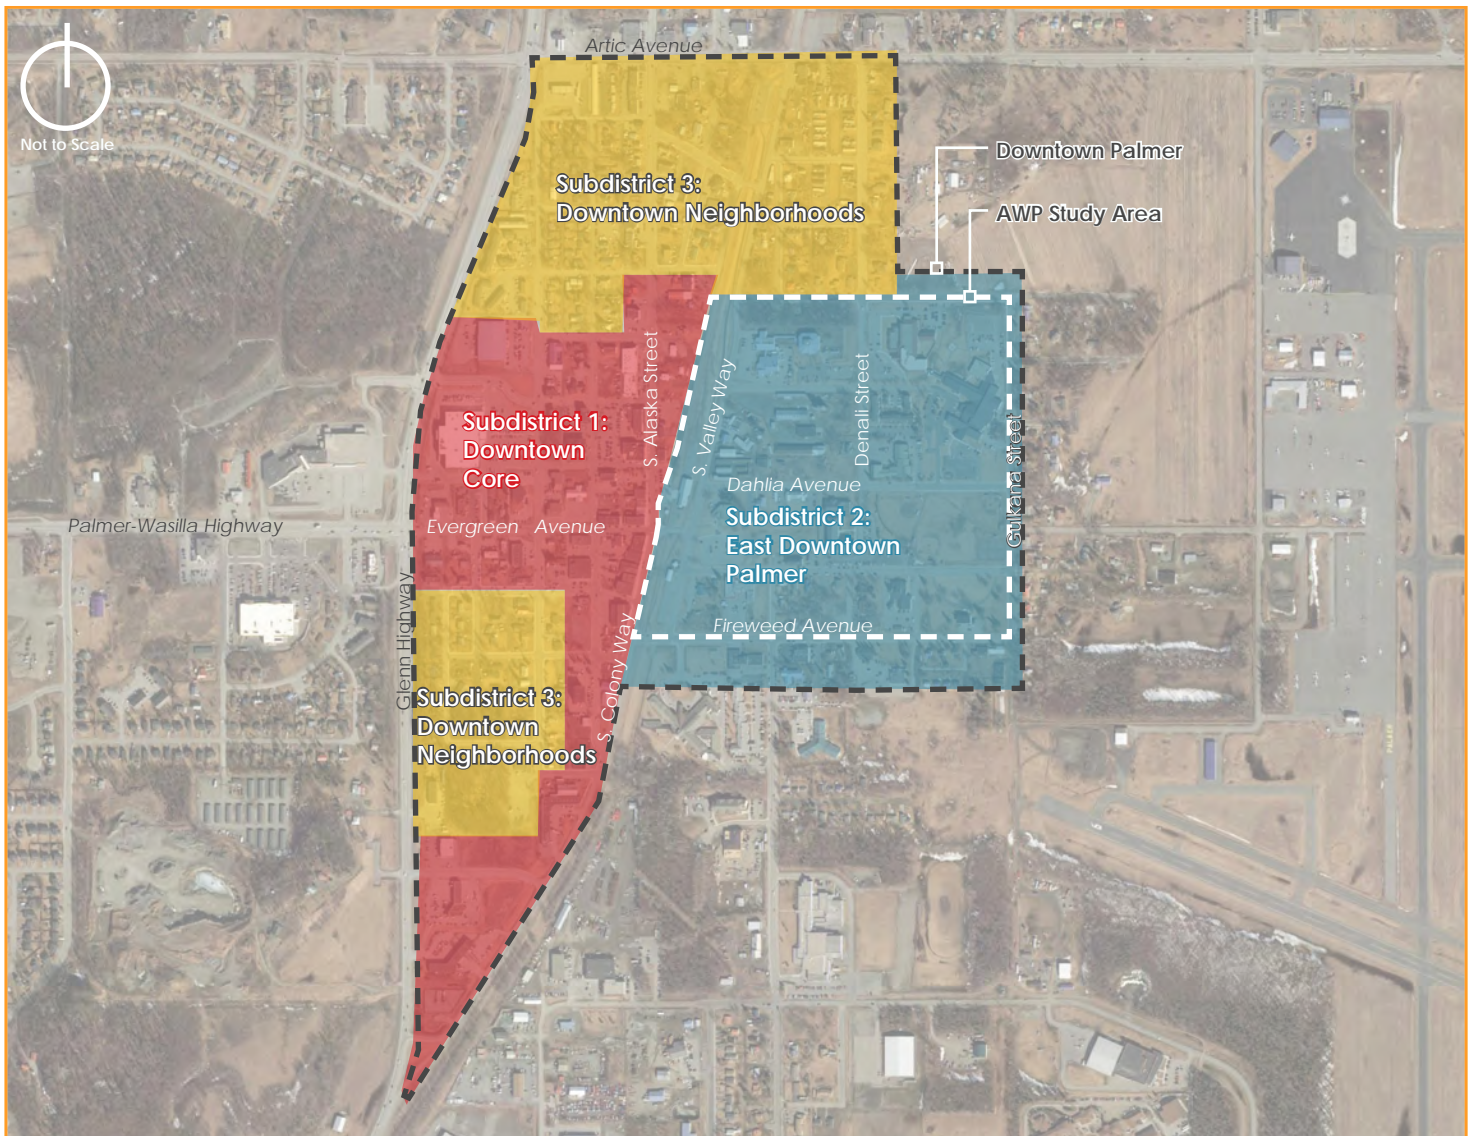 Artic Avenue
Not to Scale
Downtown Palmer
Subdistrict 3:
Downtown Neighborhoods
AWP Study Area
S. Alaska Street
S. Valley Way
Denali Street
Gulkana Street
Subdistrict 1:
Downtown
Core
Dahlia Avenue
Palmer-Wasilla Highway
Evergreen Avenue
Subdistrict 2:
East Downtown
Palmer
Glenn Highway
Fireweed Avenue
S. Colony Way
Subdistrict 3:
Downtown
Neighborhoods
PALMER